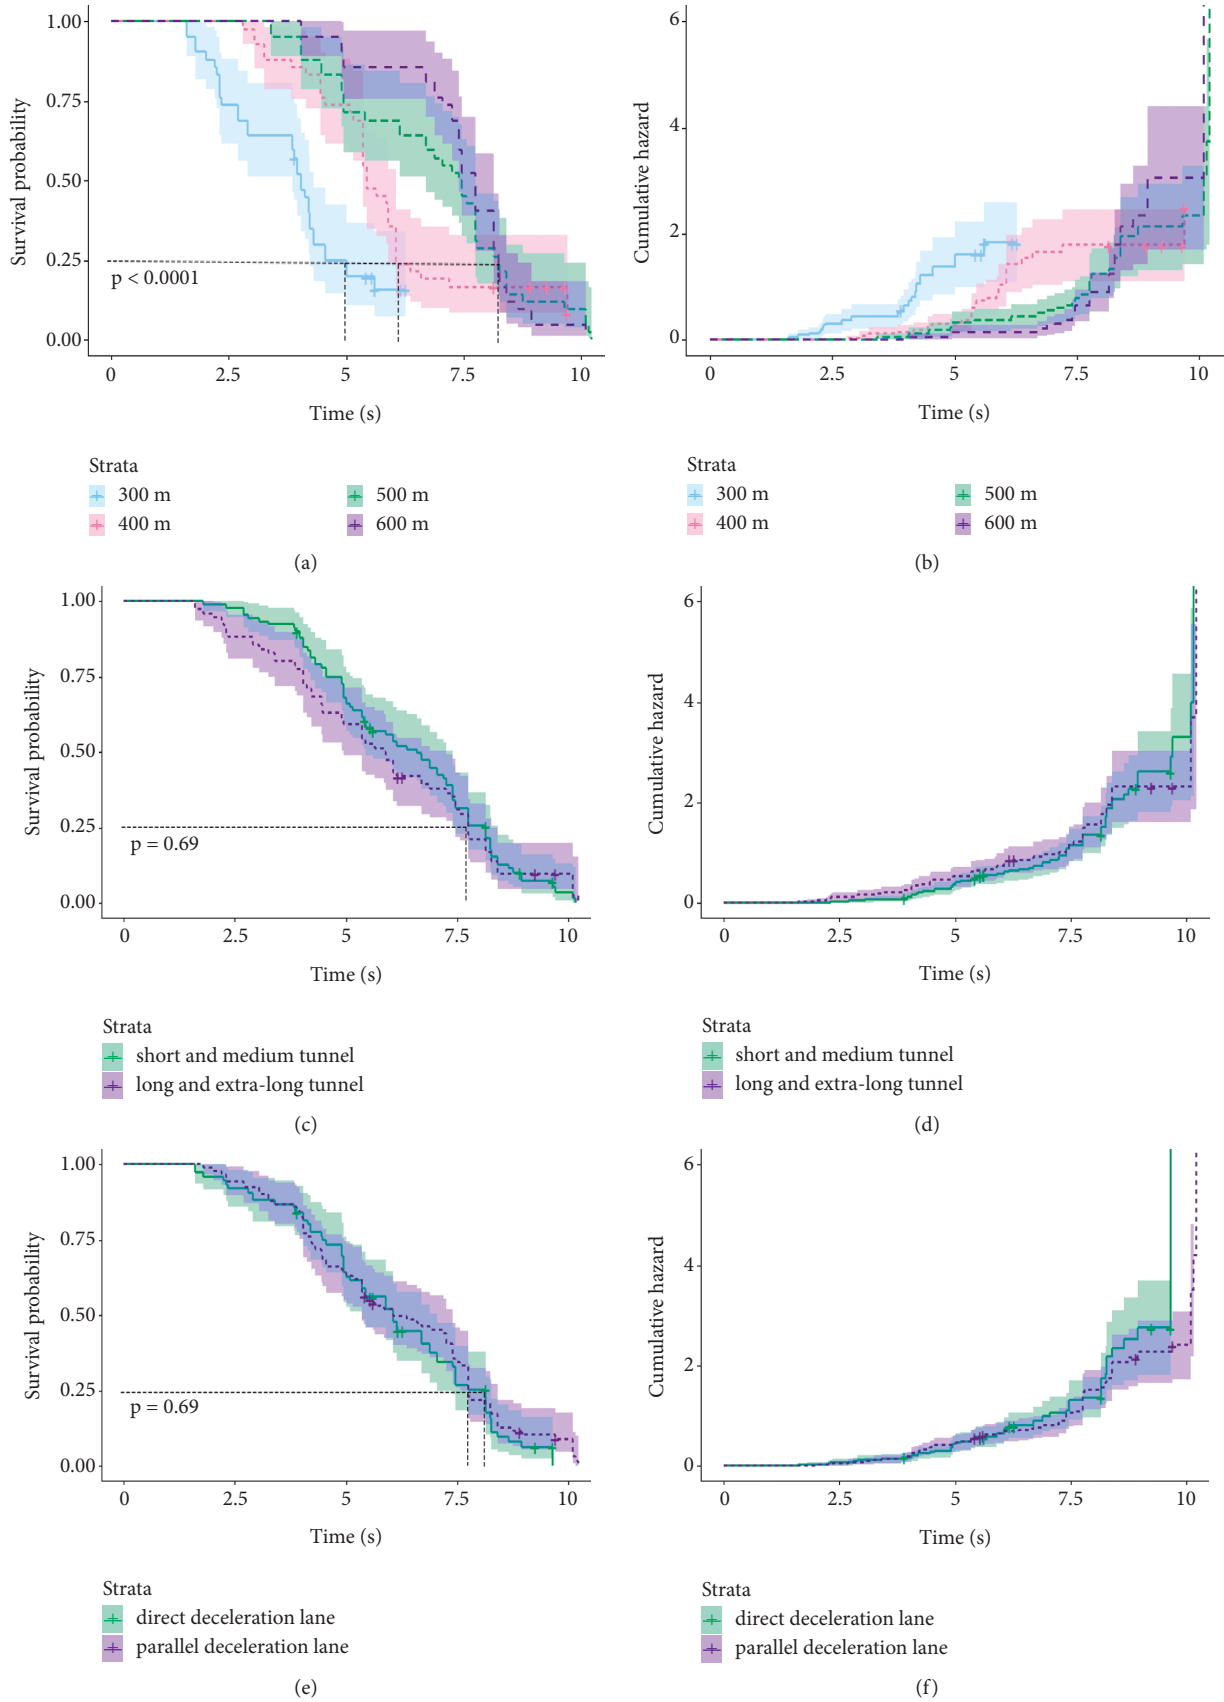 1.00
0.75
0.50
0.25
0.00
Survival probability
p < 0.0001
0 2.5 5 7.5 10
Time (s)
Strata
300 m 500 m
400 m 600 m
(a)
6
4
2
0
Cumulative hazard
0 2.5 5 7.5 10
Time (s)
Strata
300 m 500 m
400 m 600 m
(b)
1.00
0.75
0.50
0.25
0.00
Survival probability
p = 0.69
0 2.5 5 7.5 10
Time (s)
Strata
short and medium tunnel
long and extra-long tunnel
(c)
6
4
2
0
Cumulative hazard
0 2.5 5 7.5 10
Time (s)
Strata
short and medium tunnel
long and extra-long tunnel
(d)
1.00
0.75
0.50
0.25
0.00
Survival probability
p = 0.69
0 2.5 5 7.5 10
Time (s)
Strata
direct deceleration lane
parallel deceleration lane
(e)
6
4
2
0
Cumulative hazard
0 2.5 5 7.5 10
Time (s)
Strata
direct deceleration lane
parallel deceleration lane
(f)